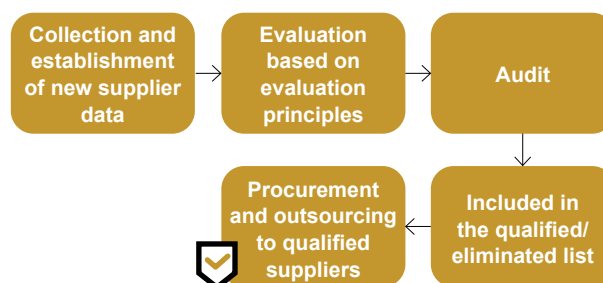 Collection and
establishment
of new supplier
data
Evaluation
based on
evaluation
principles
Audit
Procurement
and outsourcing
to qualified
suppliers
Included in
the qualified/
eliminated list